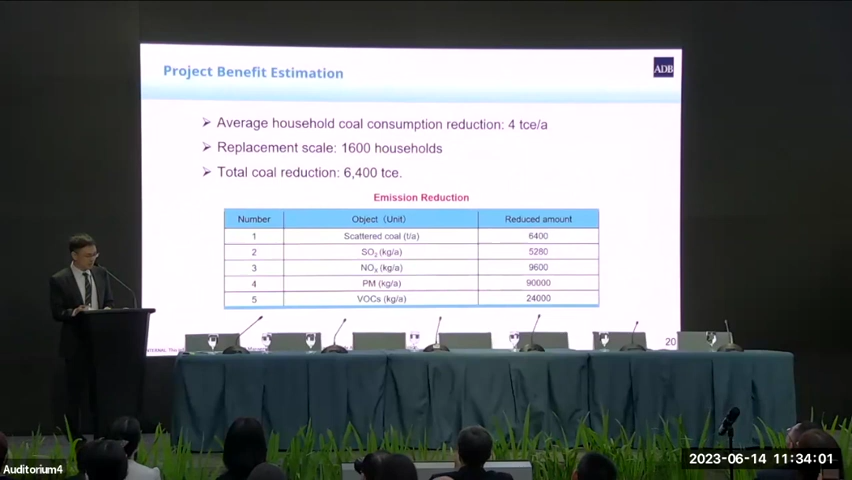 Project Benefit Estimation
ADB
➢ Average household coal consumption reduction: 4 tce/a
➢ Replacement scale: 1600 households
➢ Total coal reduction: 6,400 tce.
Emission Reduction
Number Object （Unit） Reduced amount
1 Scattered coal (t/a) 6400
2 SO₂ (kg/a) 5280
3 NOₓ (kg/a) 9600
4 PM (kg/a) 90000
5 VOCs (kg/a) 24000
20
Auditorium4
2023-06-14 11:34:01